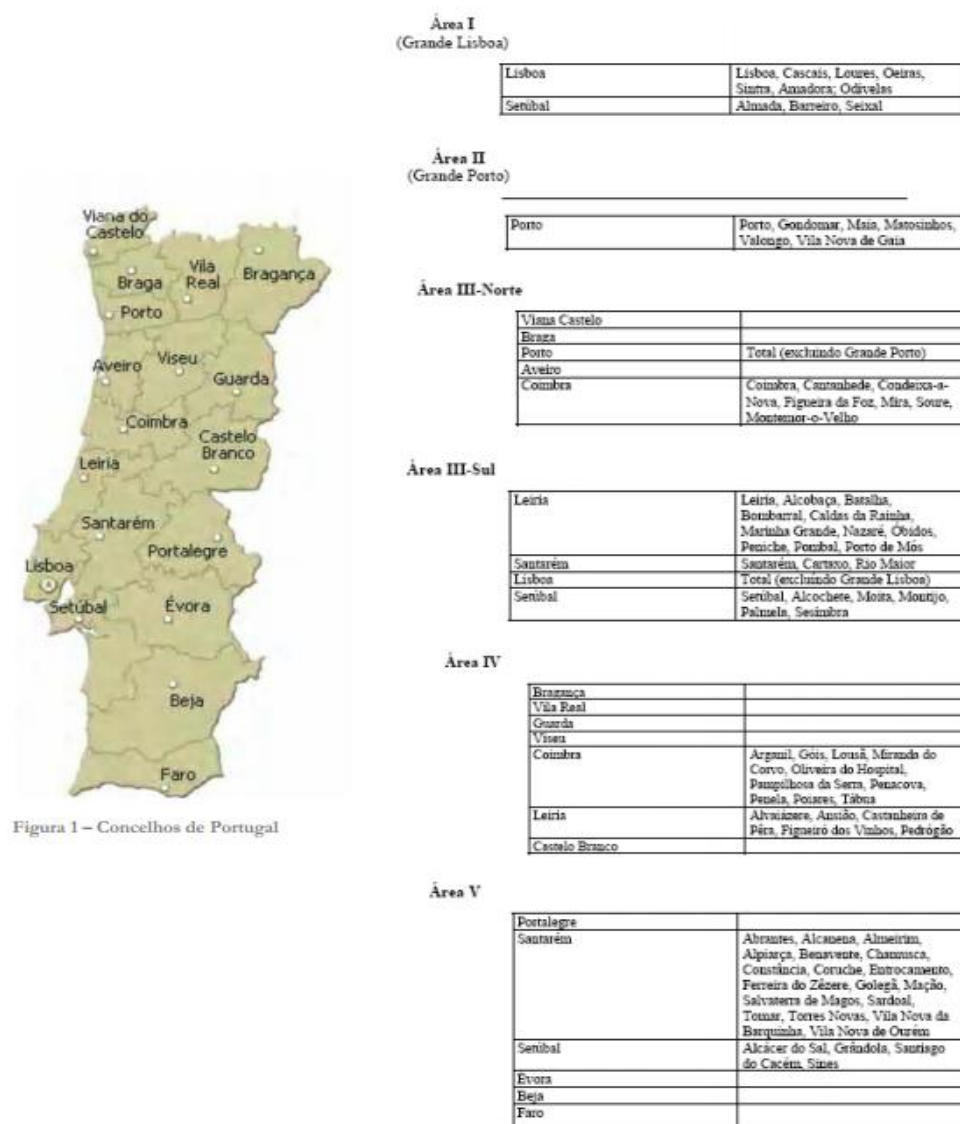 Área I
(Grande Lisboa)
Lisboa
Lisboa, Cascais, Loures, Oeiras,
Sintra, Amadora; Odivelas
Setúbal
Almada, Barreiro, Seixal
Área II
(Grande Porto)
Porto
Porto, Gondomar, Maia, Matosinhos,
Valongo, Vila Nova de Gaia
Área III-Norte
Viana Castelo
Braga
Porto
Total (excluindo Grande Porto)
Aveiro
Coimbra
Coimbra, Cantanhede, Condeixa-a-
Nova, Figueira da Foz, Mira, Soure,
Montemor-o-Velho
Área III-Sul
Leiria
Leiria, Alcobaça, Batalha,
Bombarral, Caldas da Rainha,
Marinha Grande, Nazaré, Óbidos,
Peniche, Pombal, Porto de Mós
Santarém
Santarém, Cartaxo, Rio Maior
Lisboa
Total (excluindo Grande Lisboa)
Setúbal
Setúbal, Alcochete, Moita, Montijo,
Palmela, Sesimbra
Área IV
Bragança
Vila Real
Guarda
Viseu
Coimbra
Arganil, Góis, Lousã, Miranda do
Corvo, Oliveira do Hospital,
Pampilhosa da Serra, Penacova,
Penela, Poiares, Tábua
Leiria
Alvaiázere, Ansião, Castanheira de
Pêra, Figueiró dos Vinhos, Pedrógão
Castelo Branco
Área V
Portalegre
Santarém
Abrantes, Alcanena, Almeirim,
Alpiarça, Benavente, Chamusca,
Constância, Coruche, Entrocamento,
Ferreira do Zêzere, Golegã, Mação,
Salvaterra de Magos, Sardoal,
Tomar, Torres Novas, Vila Nova da
Barquinha, Vila Nova de Ourém
Setúbal
Alcácer do Sal, Grândola, Santiago
do Cacém, Sines
Évora
Beja
Faro
Viana do
Castelo
Braga
Vila
Real
Bragança
Porto
Aveiro
Viseu
Guarda
Coimbra
Castelo
Branco
Leiria
Santarém
Portalegre
Lisboa
Setúbal
Évora
Beja
Faro
Figura 1 – Concelhos de Portugal